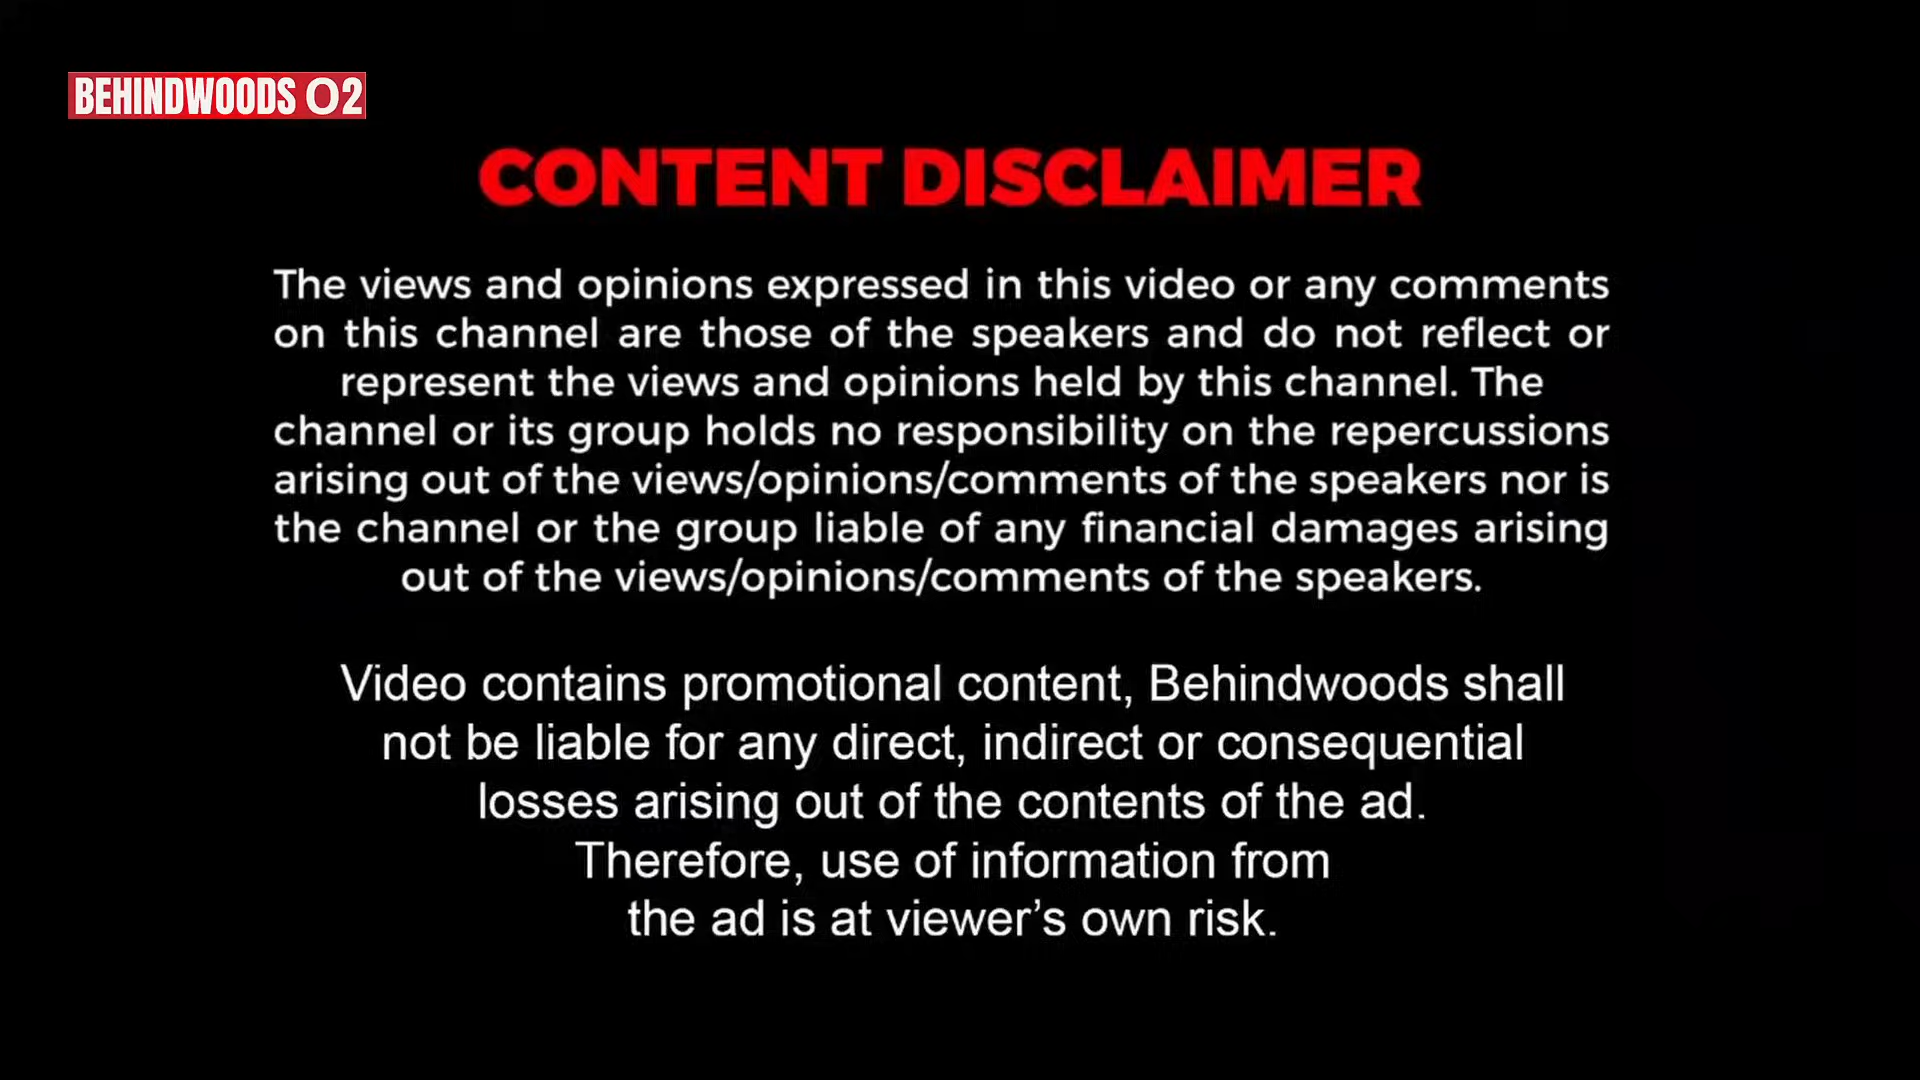 BEHINDWOODS O2
CONTENT DISCLAIMER
The views and opinions expressed in this video or any comments
on this channel are those of the speakers and do not reflect or
represent the views and opinions held by this channel. The
channel or its group holds no responsibility on the repercussions
arising out of the views/opinions/comments of the speakers nor is
the channel or the group liable of any financial damages arising
out of the views/opinions/comments of the speakers.
Video contains promotional content, Behindwoods shall
not be liable for any direct, indirect or consequential
losses arising out of the contents of the ad.
Therefore, use of information from
the ad is at viewer’s own risk.